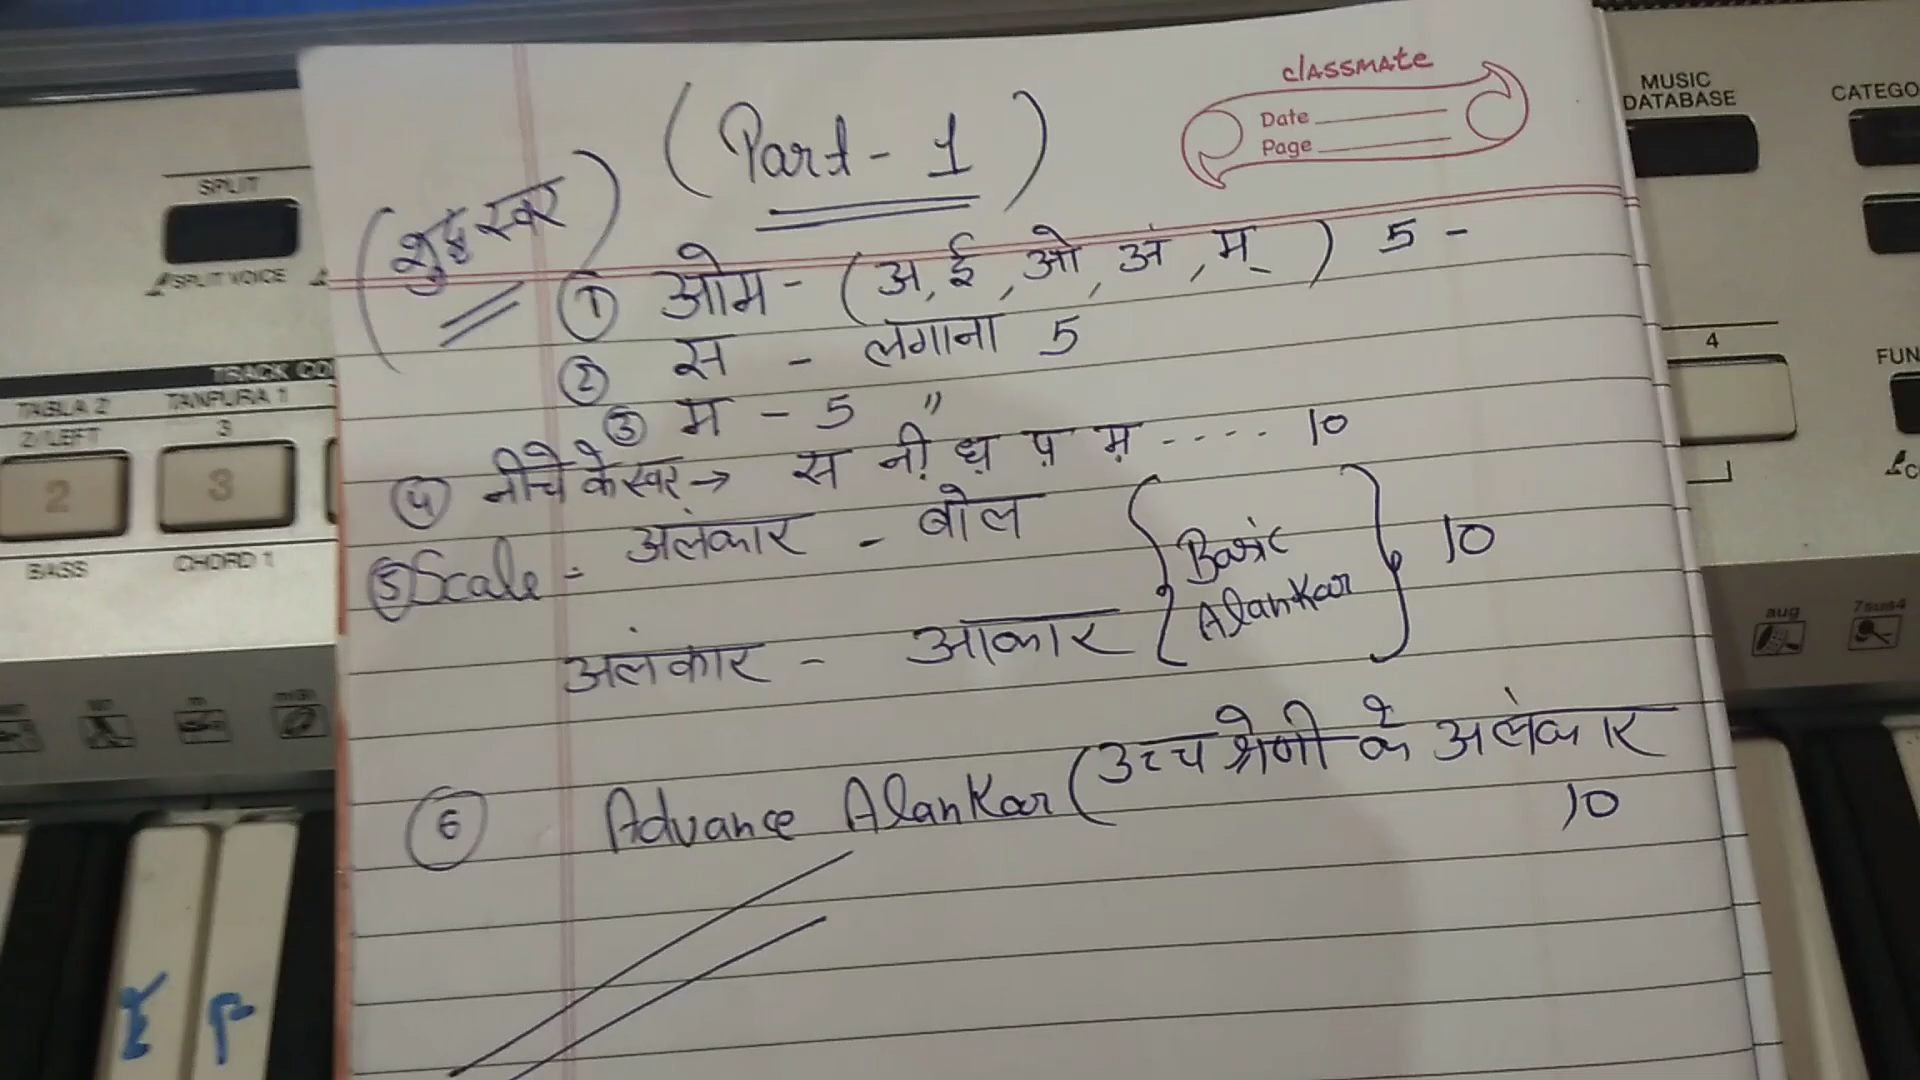 classmate
Date
Page
(Part - 1)
(शुद्ध स्वर)
① ओम - (अ, ई, ओ, अं, म्) 5 -
② स - लगाना 5
③ म - 5 "
④ नीचे के स्वर → स नी़ ध़ प़ म़ ---- 10
⑤ Scale - अलंकार - बोल
अलंकार - आकार { Basic Alankar } 10
⑥ Advance Alankar (उच्च श्रेणी के अलंकार
10
SPLIT
SPLIT VOICE
TRACK CO
TABLA 2
TANPURA 1
2/LEFT
3
2
3
BASS
CHORD 1
MUSIC
DATABASE
CATEGO
4
FUN
aug
7sus4